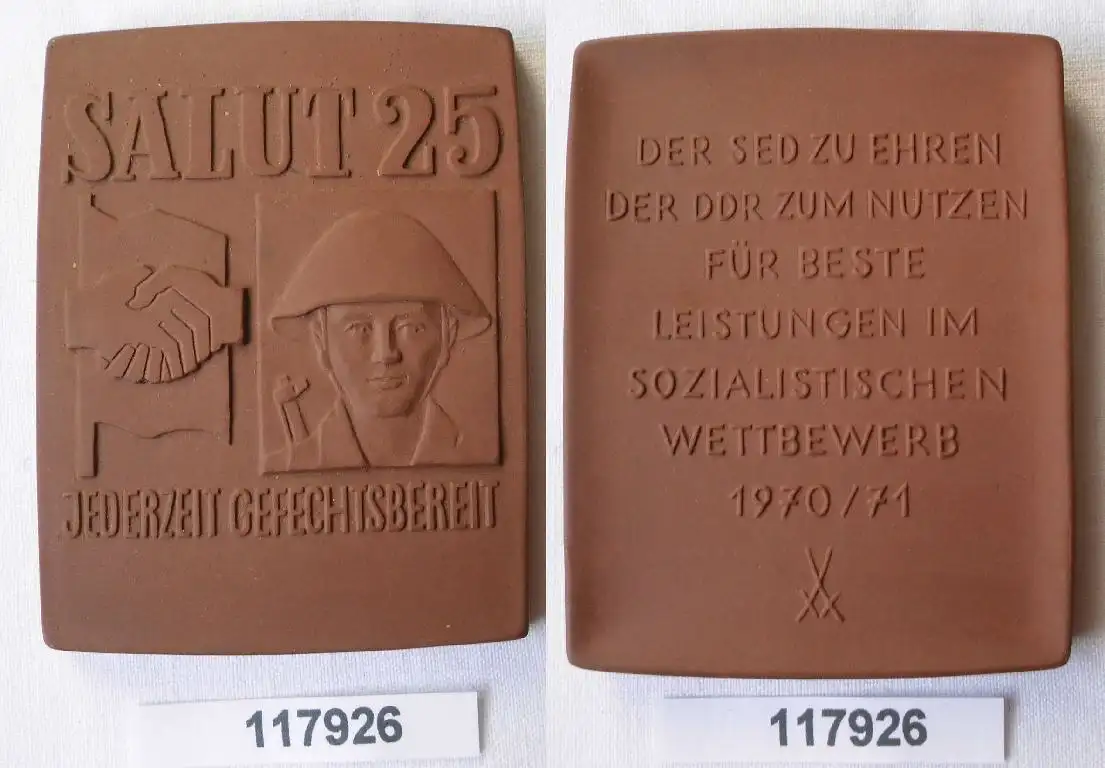 SALUT 25
JEDERZEIT GEFECHTSBEREIT
117926
DER SED ZU EHREN
DER DDR ZUM NUTZEN
FÜR BESTE
LEISTUNGEN IM
SOZIALISTISCHEN
WETTBEWERB
1970/71
117926